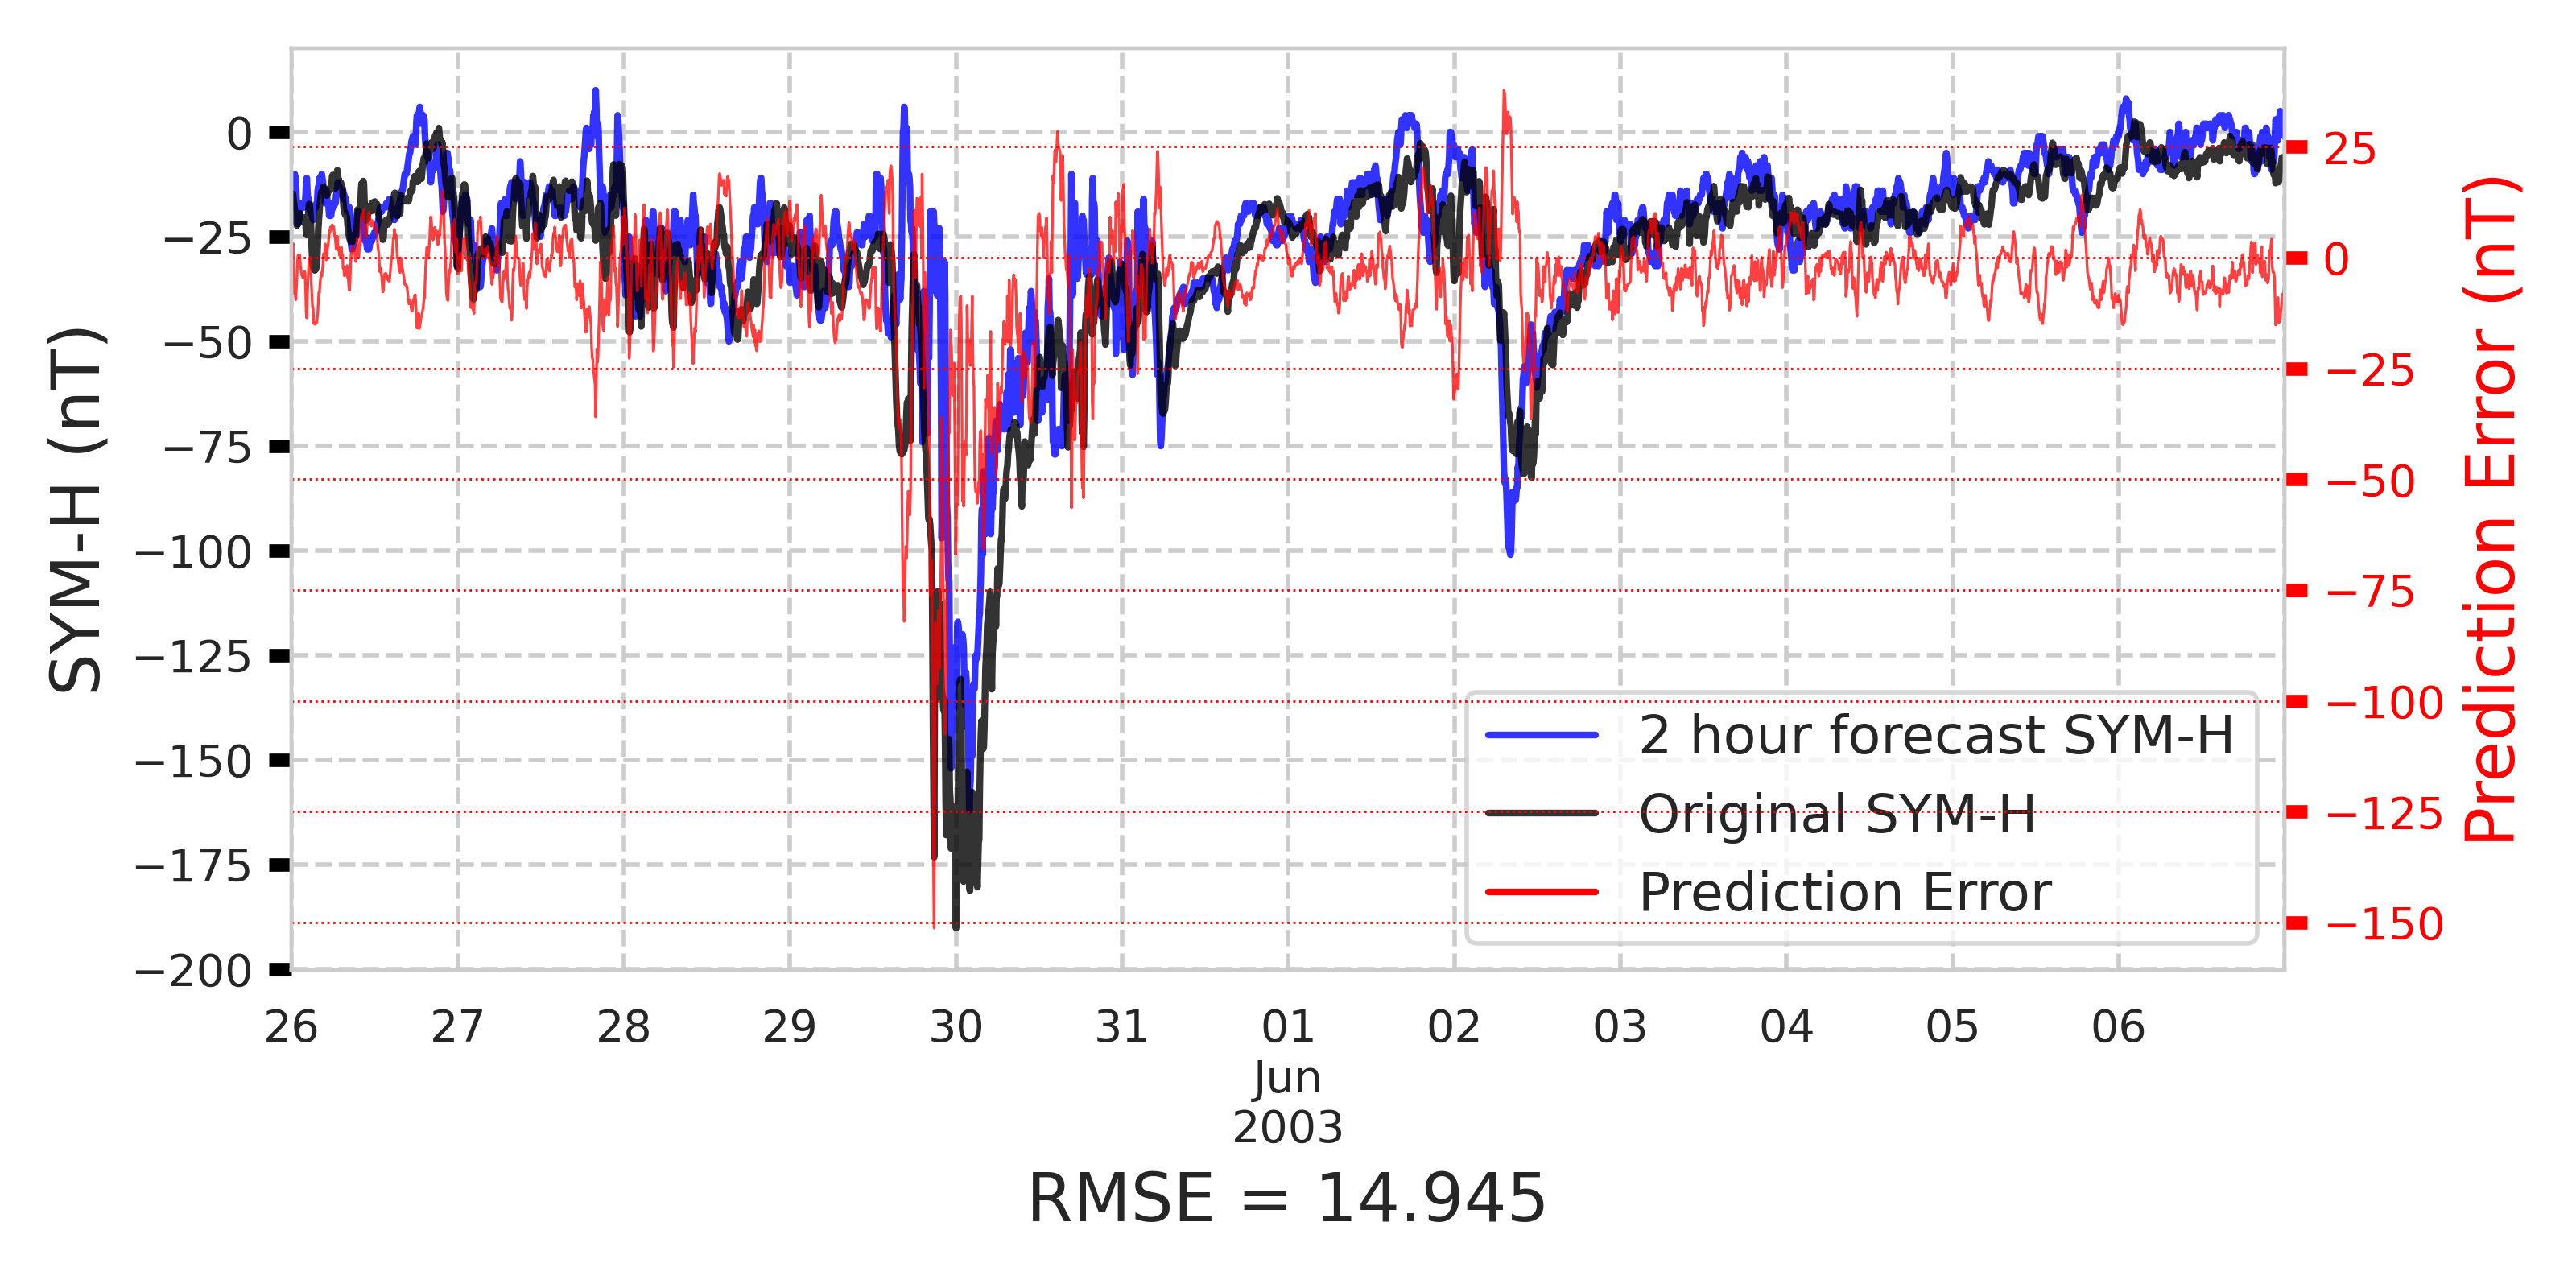 SYM-H (nT)
0
−25
−50
−75
−100
−125
−150
−175
−200
25
0
−25
−50
−75
−100
−125
−150
Prediction Error (nT)
2 hour forecast SYM-H
Original SYM-H
Prediction Error
26 27 28 29 30 31 01 02 03 04 05 06
Jun
2003
RMSE = 14.945